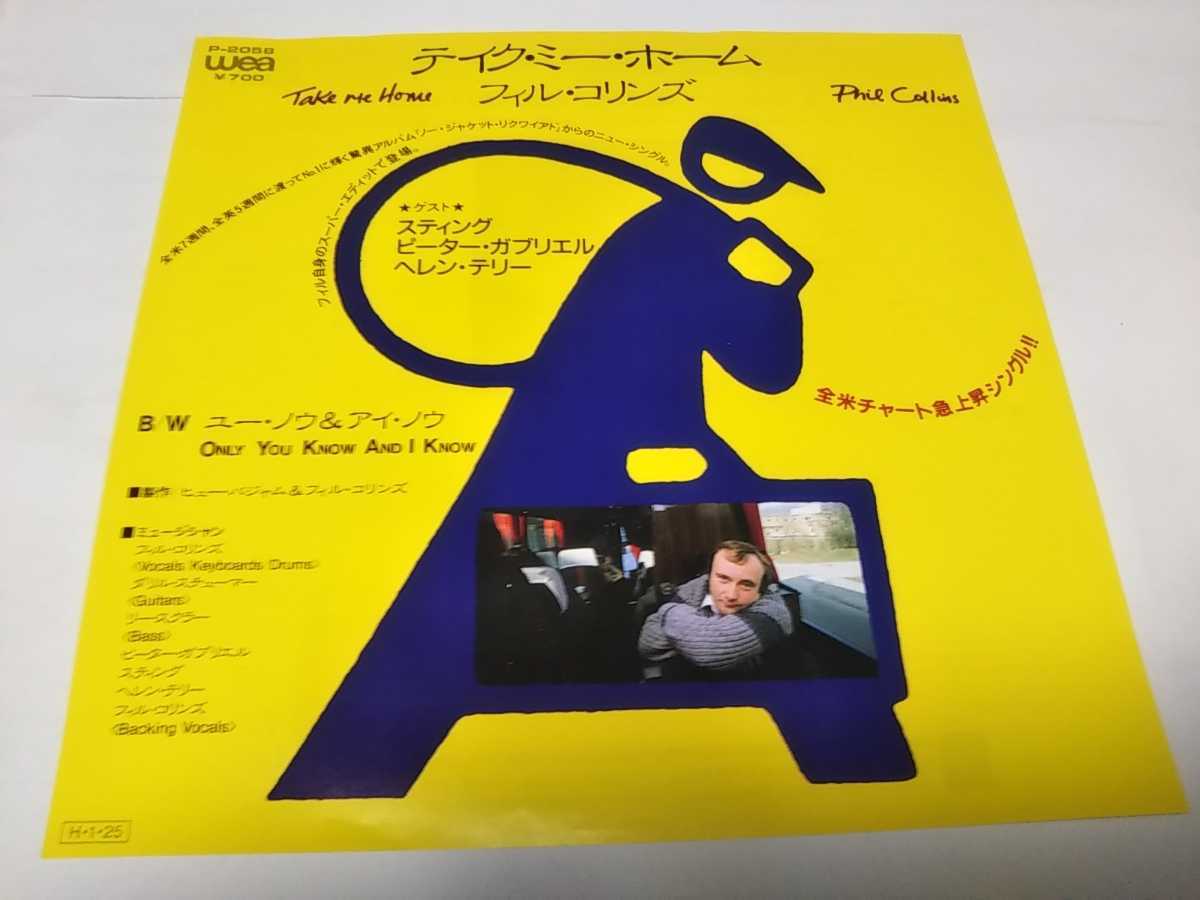 P-2058
wea
¥700
テイク・ミー・ホーム
Take me Home
フィル・コリンズ
Phil Collins
全米7週間、全英5週間に渡ってNo.1に輝く驚異アルバム「ソー・ジャケット・リクワイアド」からのニュー・シングル。
フィル自身のスーパー・エディットで登場。
★ゲスト★
スティング
ピーター・ガブリエル
ヘレン・テリー
全米チャート急上昇シングル!!
B/W ユー・ノウ&アイ・ノウ
ONLY YOU KNOW AND I KNOW
■製作 ヒュー・パジャム&フィル・コリンズ
■ミュージシャン
フィル・コリンズ
〈Vocals Keyboards Drums〉
ダリル・スチューマー
〈Guitars〉
リー・スクラー
〈Bass〉
ピーター・ガブリエル
スティング
ヘレン・テリー
フィル・コリンズ
〈Backing Vocals〉
H・1・25